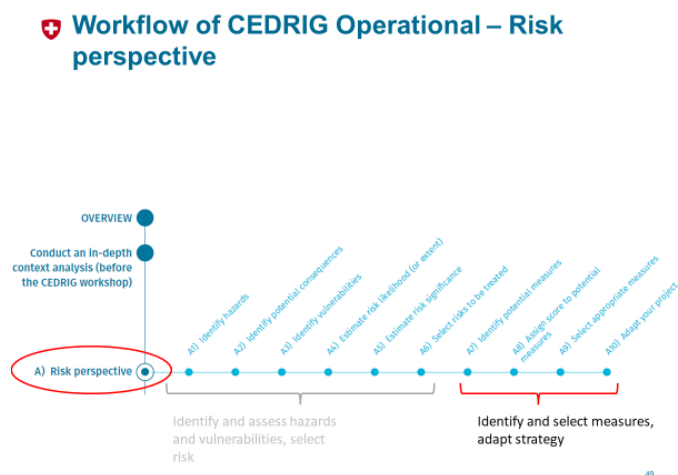 Workflow of CEDRIG Operational – Risk
perspective
OVERVIEW
Conduct an in-depth
context analysis (before
the CEDRIG workshop)
A) Risk perspective
A1) Identify hazards
A2) Identify potential consequences
A3) Identify vulnerabilities
A4) Estimate risk likelihood (or extent)
A5) Estimate risk significance
A6) Select risks to be treated
A7) Identify potential measures
A8) Assign score to potential
measures
A9) Select appropriate measures
A10) Adapt your project
Identify and assess hazards
and vulnerabilities, select
risk
Identify and select measures,
adapt strategy